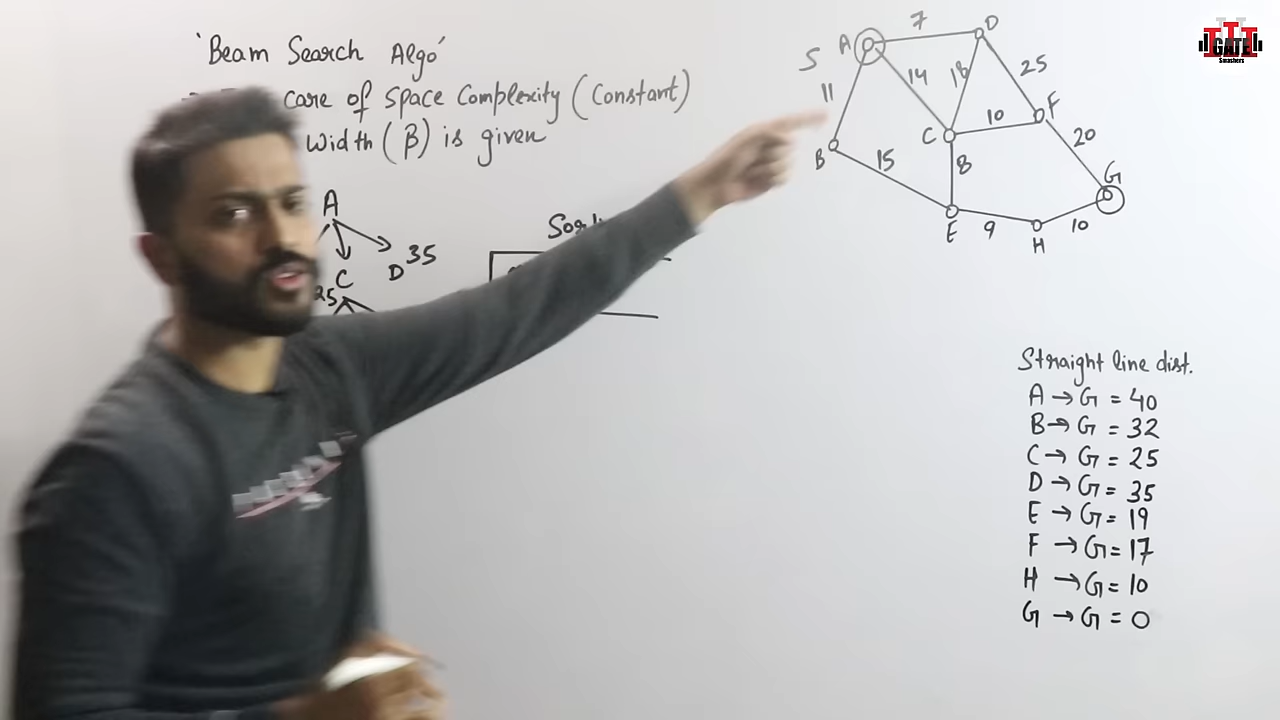 'Beam Search Algo'
care of Space Complexity (Constant)
width (β) is given
A
C
25
D 35
S
A
7
D
11
14
18
25
B
C
10
F
15
8
20
E
9
H
10
G
Straight line dist.
A → G = 40
B → G = 32
C → G = 25
D → G = 35
E → G = 19
F → G = 17
H → G = 10
G → G = 0
GATE
Smashers